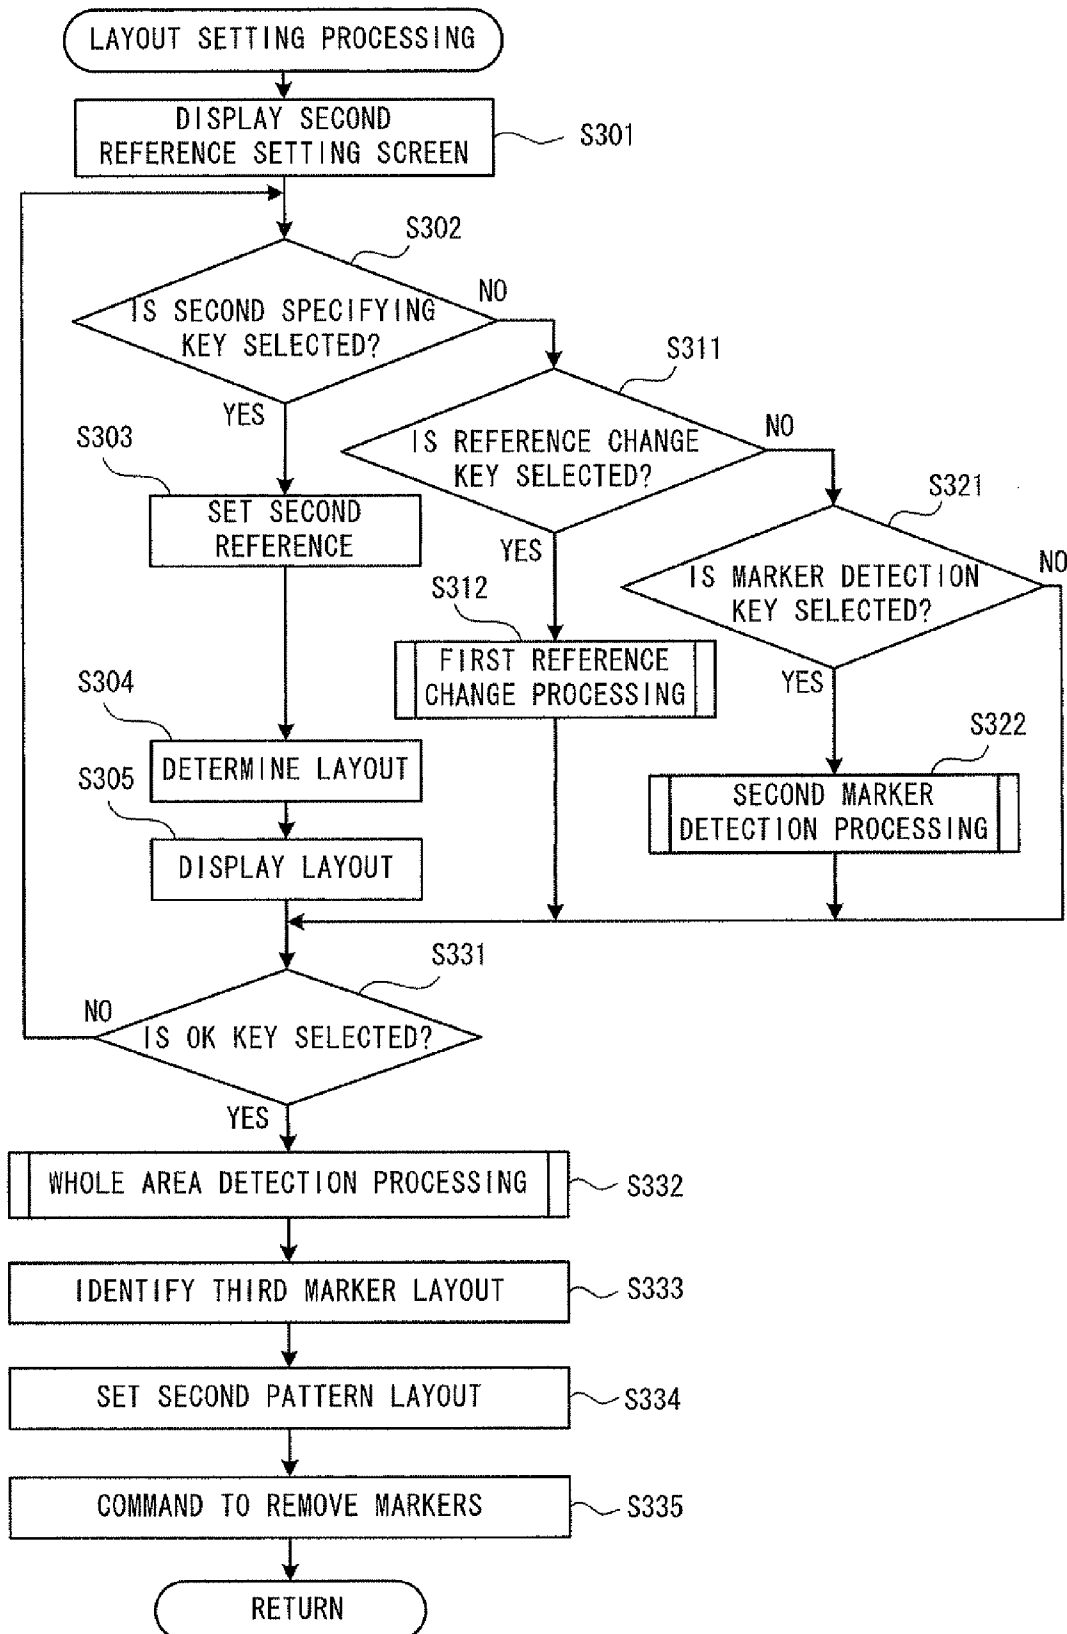 LAYOUT SETTING PROCESSING
DISPLAY SECOND
REFERENCE SETTING SCREEN
S301
S302
IS SECOND SPECIFYING
KEY SELECTED?
NO
YES
S311
IS REFERENCE CHANGE
KEY SELECTED?
NO
YES
S303
SET SECOND
REFERENCE
S321
IS MARKER DETECTION
KEY SELECTED?
NO
YES
S312
FIRST REFERENCE
CHANGE PROCESSING
S304
DETERMINE LAYOUT
S322
SECOND MARKER
DETECTION PROCESSING
S305
DISPLAY LAYOUT
S331
IS OK KEY SELECTED?
NO
YES
WHOLE AREA DETECTION PROCESSING
S332
IDENTIFY THIRD MARKER LAYOUT
S333
SET SECOND PATTERN LAYOUT
S334
COMMAND TO REMOVE MARKERS
S335
RETURN